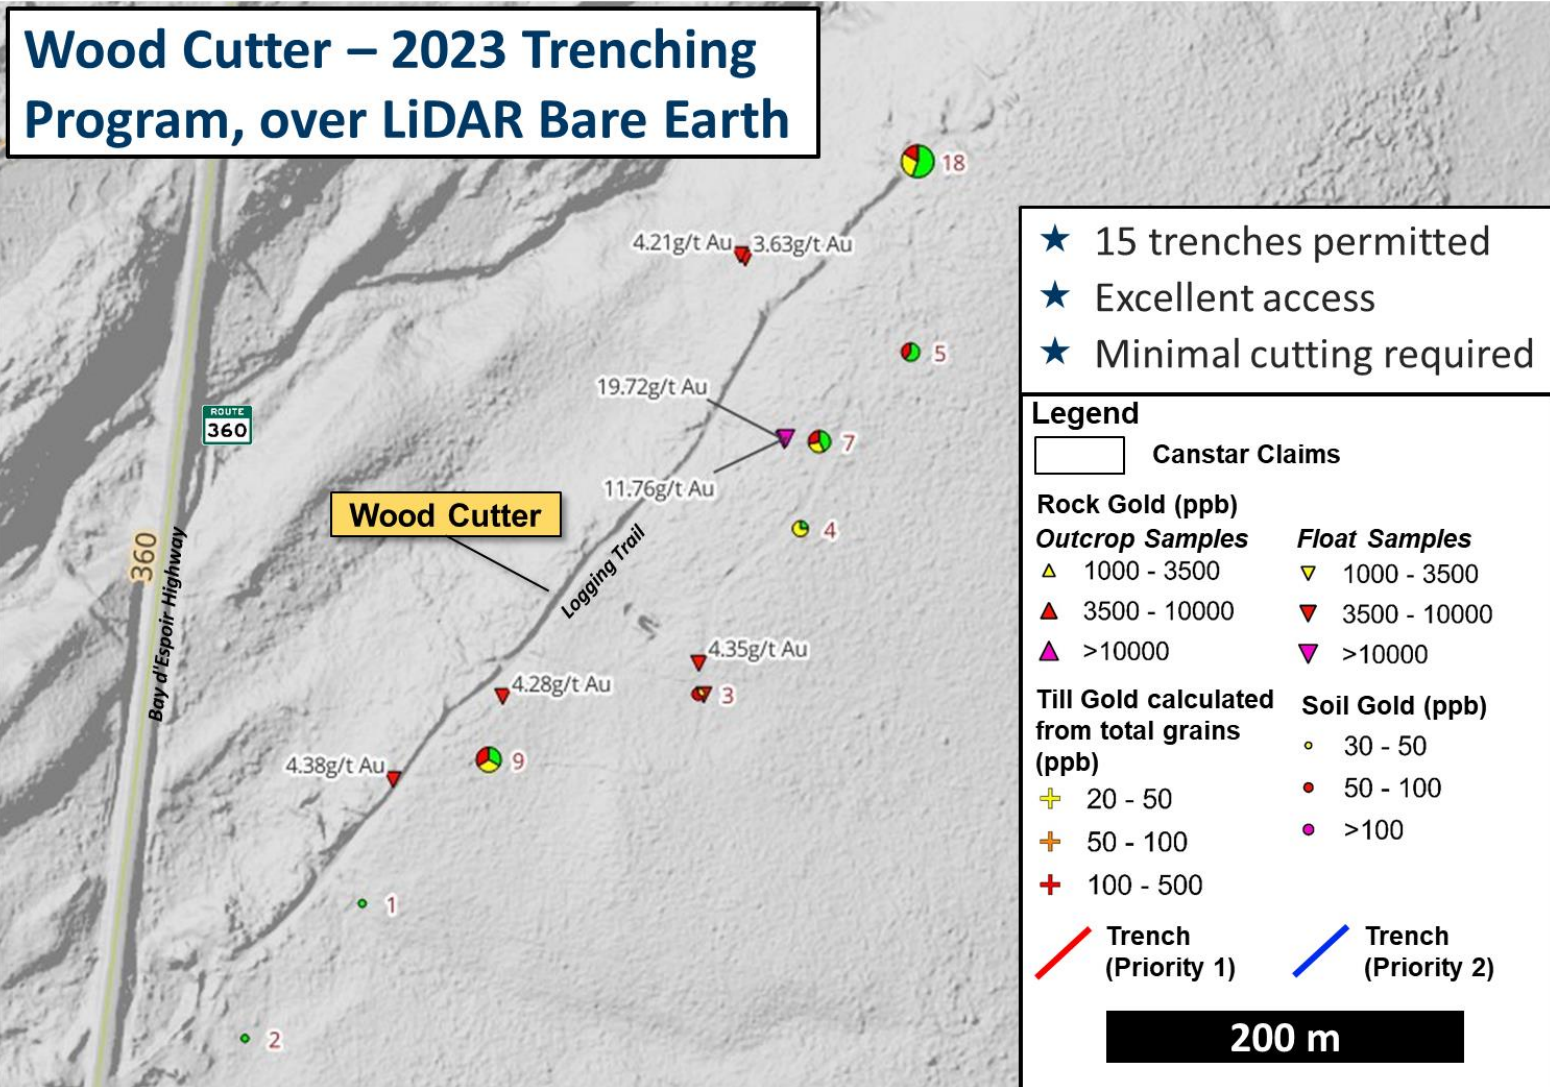 Wood Cutter – 2023 Trenching
Program, over LiDAR Bare Earth
18
4.21g/t Au
3.63g/t Au
5
19.72g/t Au
7
11.76g/t Au
4
ROUTE
360
Wood Cutter
Logging Trail
360
Bay d'Espoir Highway
4.35g/t Au
4.28g/t Au
3
9
4.38g/t Au
1
2
★ 15 trenches permitted
★ Excellent access
★ Minimal cutting required
Legend
Canstar Claims
Rock Gold (ppb)
Outcrop Samples
1000 - 3500
3500 - 10000
>10000
Float Samples
1000 - 3500
3500 - 10000
>10000
Till Gold calculated
from total grains
(ppb)
20 - 50
50 - 100
100 - 500
Soil Gold (ppb)
30 - 50
50 - 100
>100
Trench
(Priority 1)
Trench
(Priority 2)
200 m